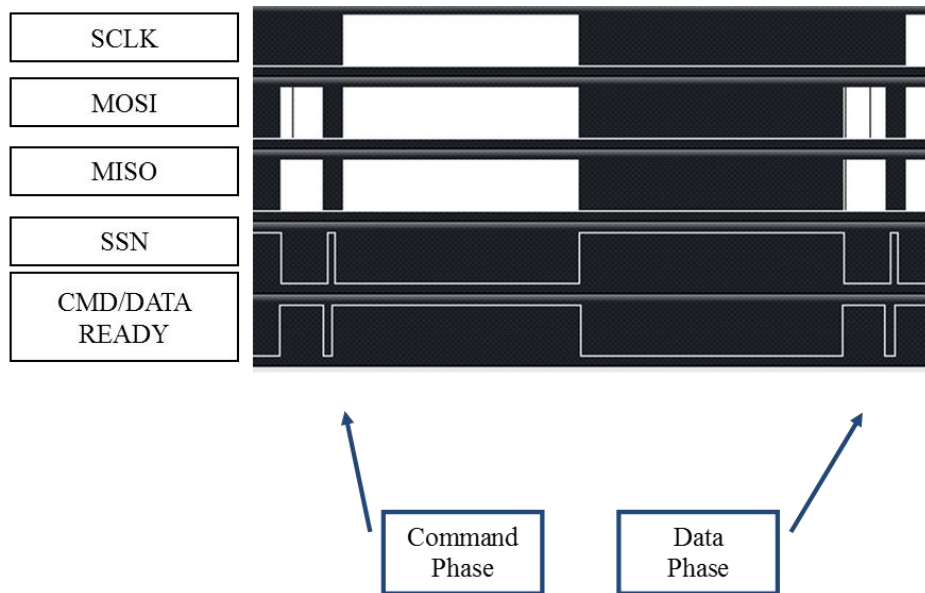 SCLK
MOSI
MISO
SSN
CMD/DATA
READY
Command
Phase
Data
Phase